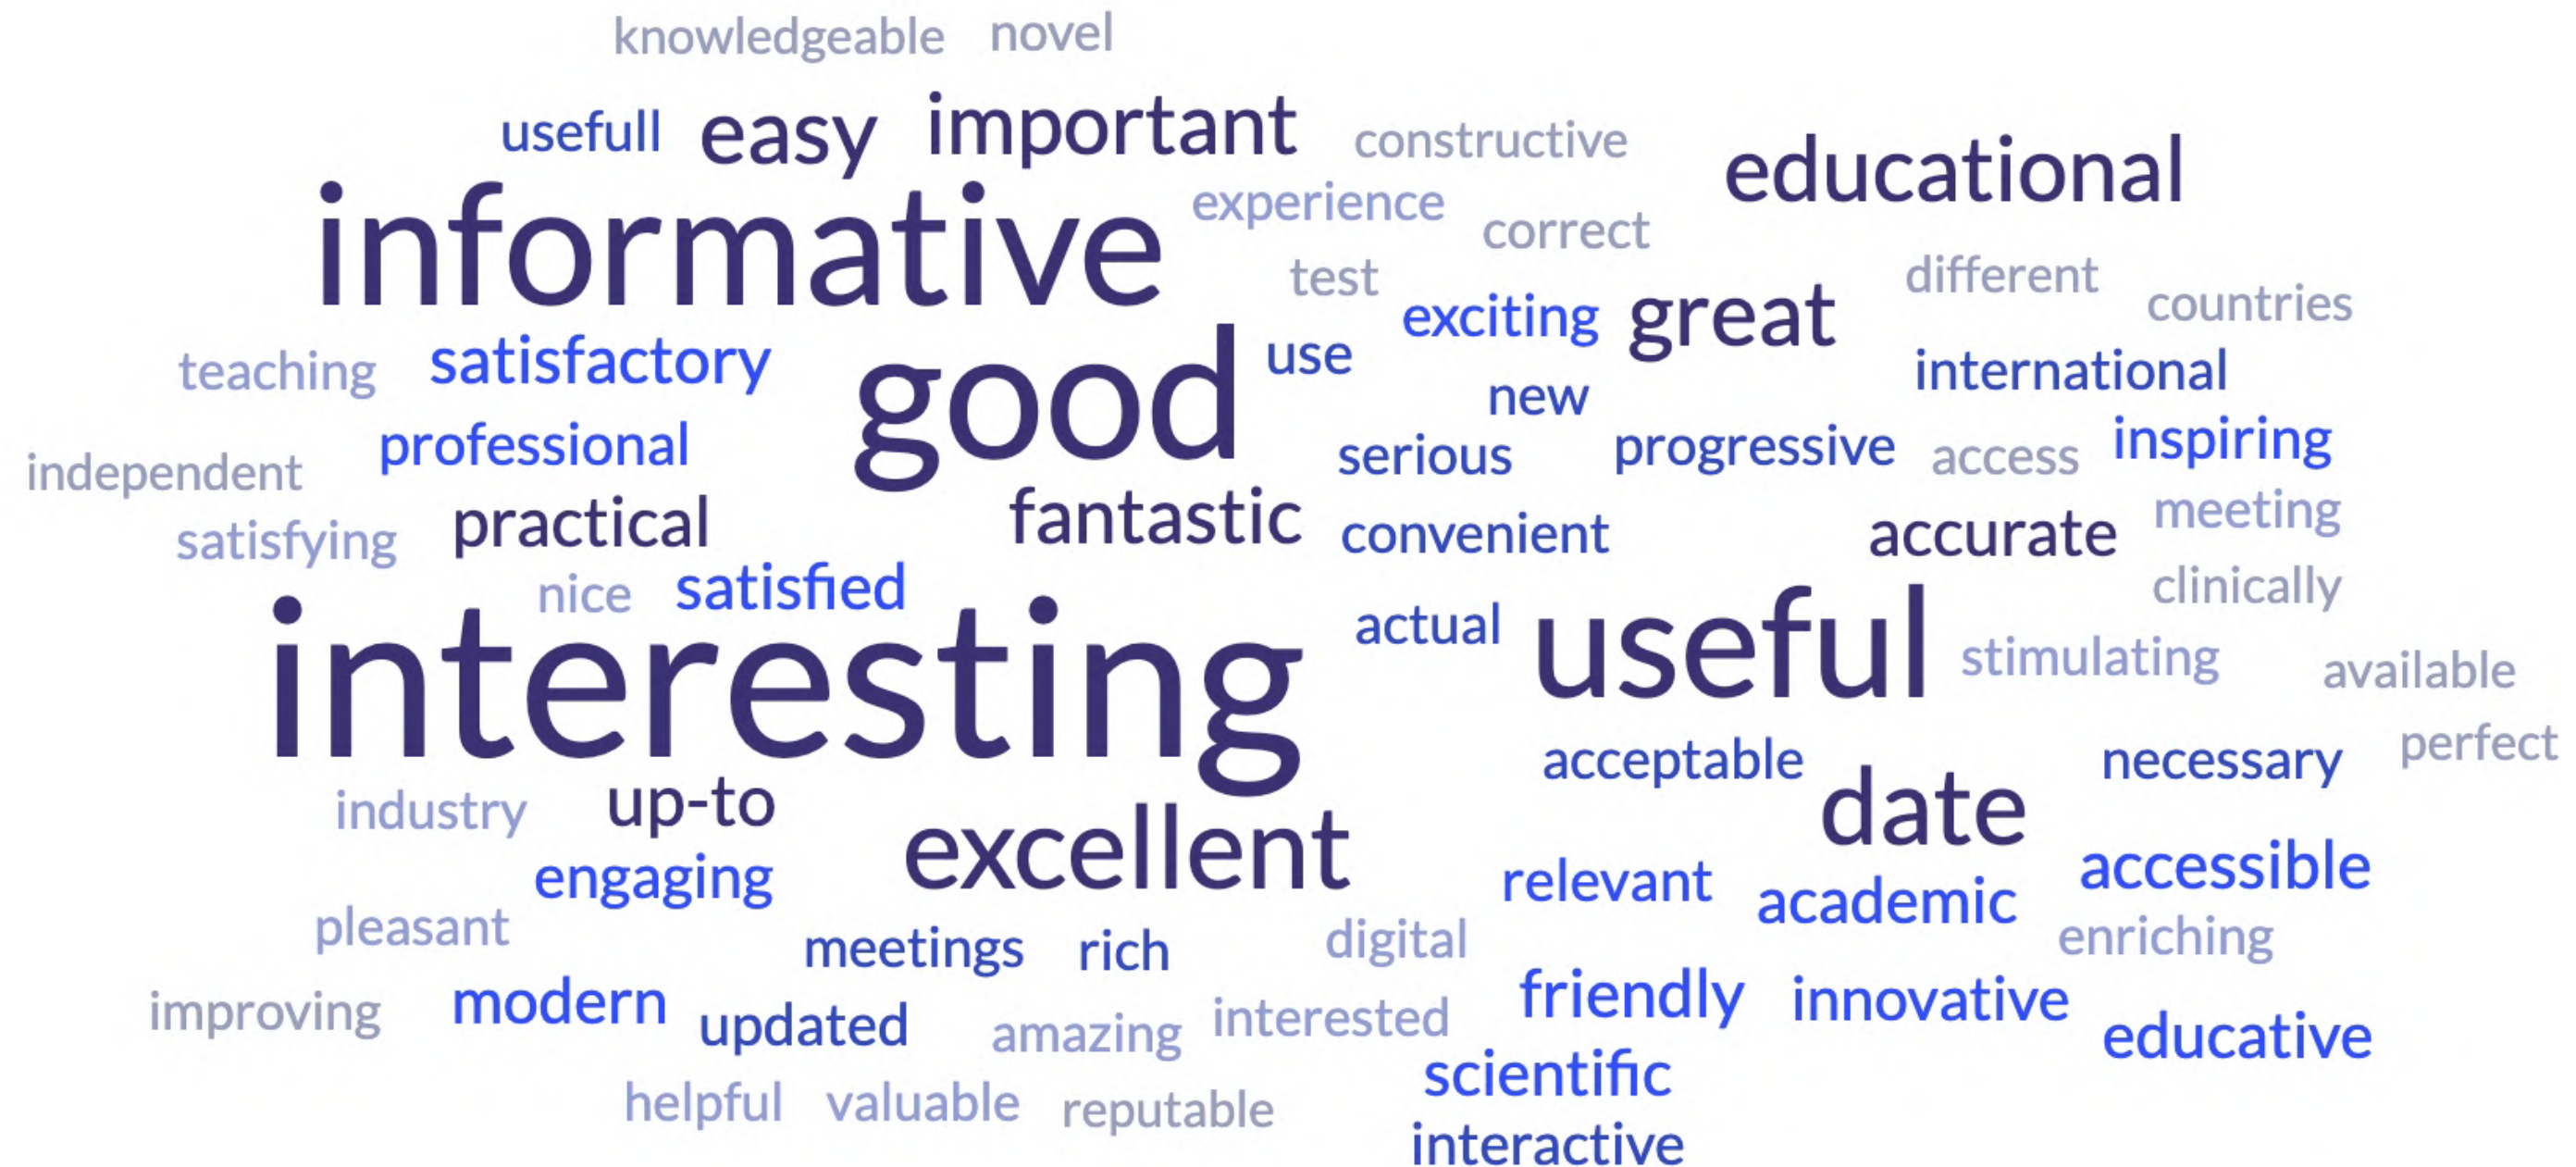 knowledgeable novel
usefull easy important constructive
educational
informative experience correct
test different countries
exciting great
teaching satisfactory good use international
new
professional serious progressive access inspiring
independent
practical fantastic convenient accurate meeting
satisfying
nice satisfied clinically
interesting actual useful stimulating available
acceptable necessary perfect
industry up-to date
excellent
engaging relevant academic accessible
pleasant meetings rich digital enriching
improving modern updated amazing interested friendly innovative educative
scientific
helpful valuable reputable
interactive